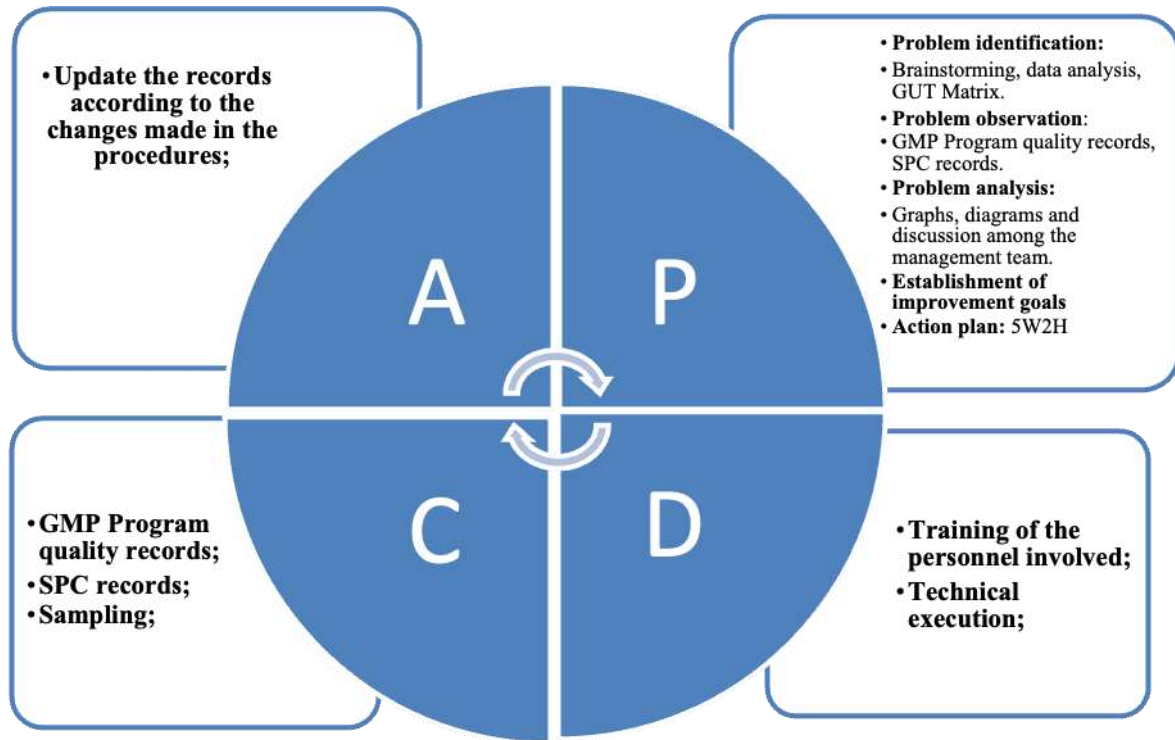 • Update the records
according to the
changes made in the
procedures;
• Problem identification:
• Brainstorming, data analysis,
GUT Matrix.
• Problem observation:
• GMP Program quality records,
SPC records.
• Problem analysis:
• Graphs, diagrams and
discussion among the
management team.
• Establishment of
improvement goals
• Action plan: 5W2H
A
P
C
D
• GMP Program
quality records;
• SPC records;
• Sampling;
• Training of the
personnel involved;
• Technical
execution;